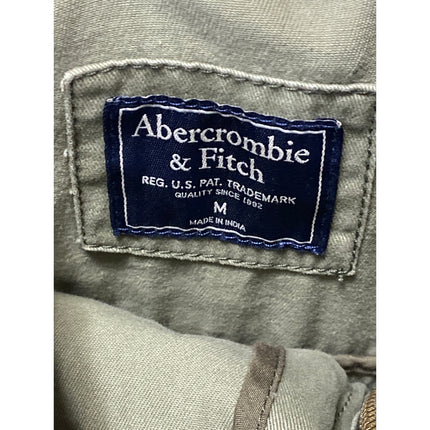 Abercrombie
& Fitch
REG. U.S. PAT. TRADEMARK
QUALITY SINCE 1892
M
MADE IN INDIA